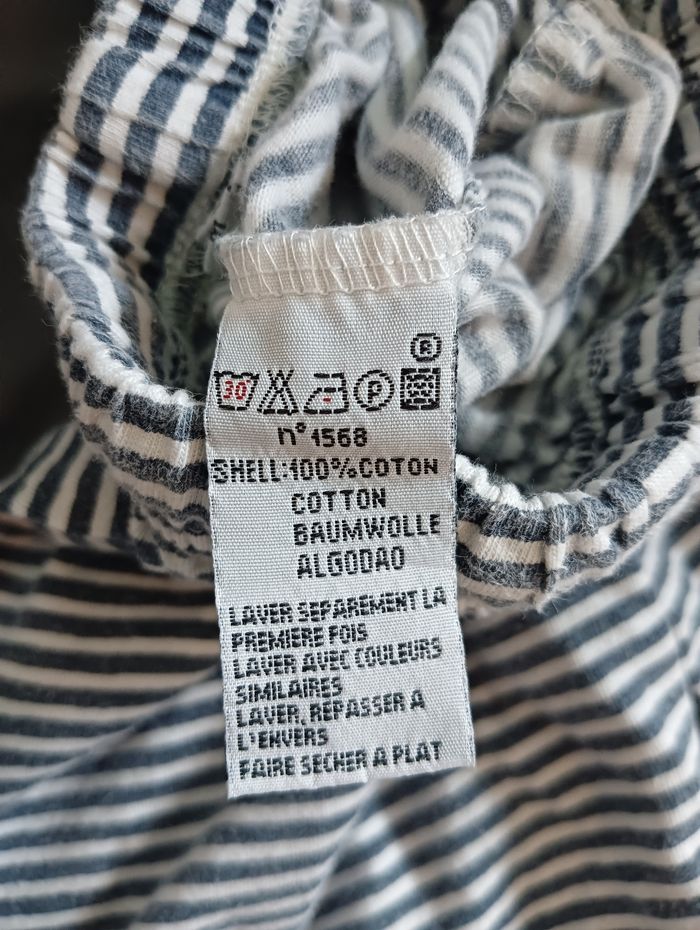 ®
30 P
n° 1568
SHELL:100%COTON
COTTON
BAUMWOLLE
ALGODAO
LAVER SEPAREMENT LA
PREMIERE FOIS
LAVER AVEC COULEURS
SIMILAIRES
LAVER, REPASSER A
L'ENVERS
FAIRE SECHER A PLAT